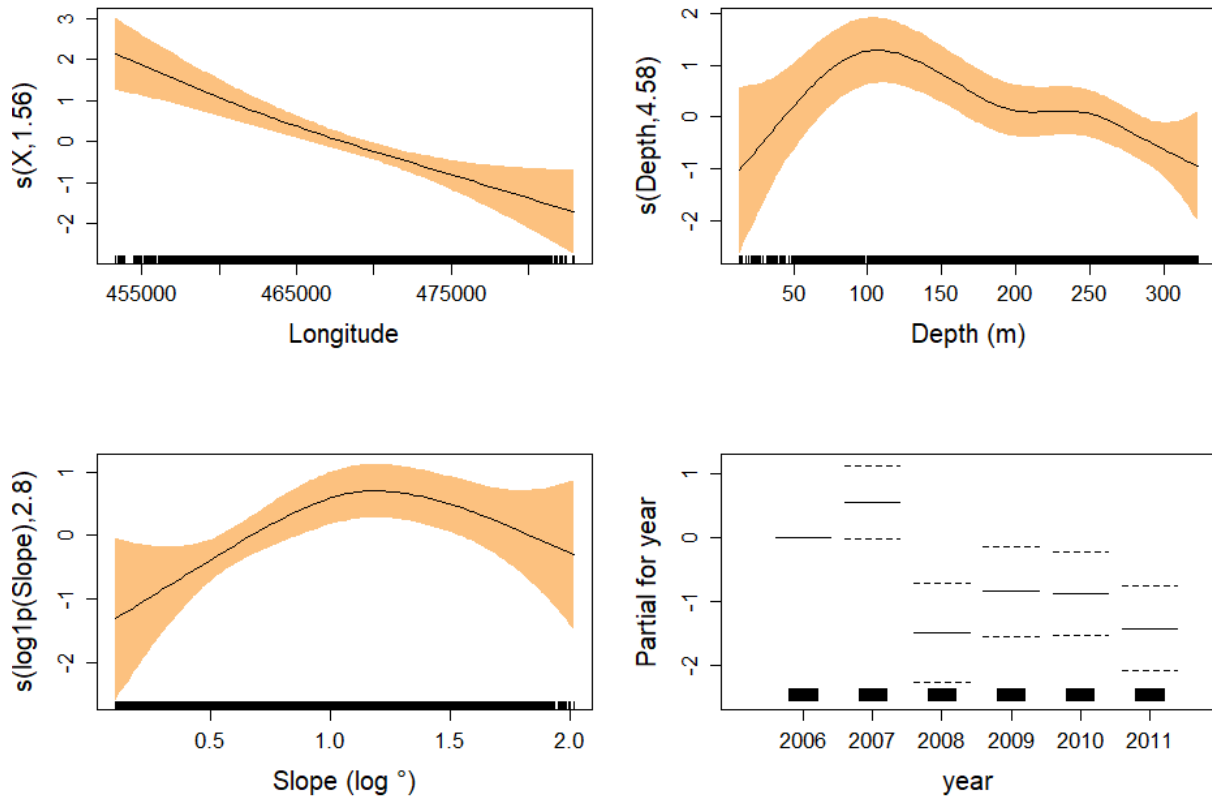 s(X,1.56)
3
2
1
0
-1
-2
455000 465000 475000
Longitude
s(Depth,4.58)
2
1
0
-1
-2
50 100 150 200 250 300
Depth (m)
s(log1p(Slope),2.8)
1
0
-1
-2
0.5 1.0 1.5 2.0
Slope (log °)
Partial for year
1
0
-1
-2
2006 2007 2008 2009 2010 2011
year